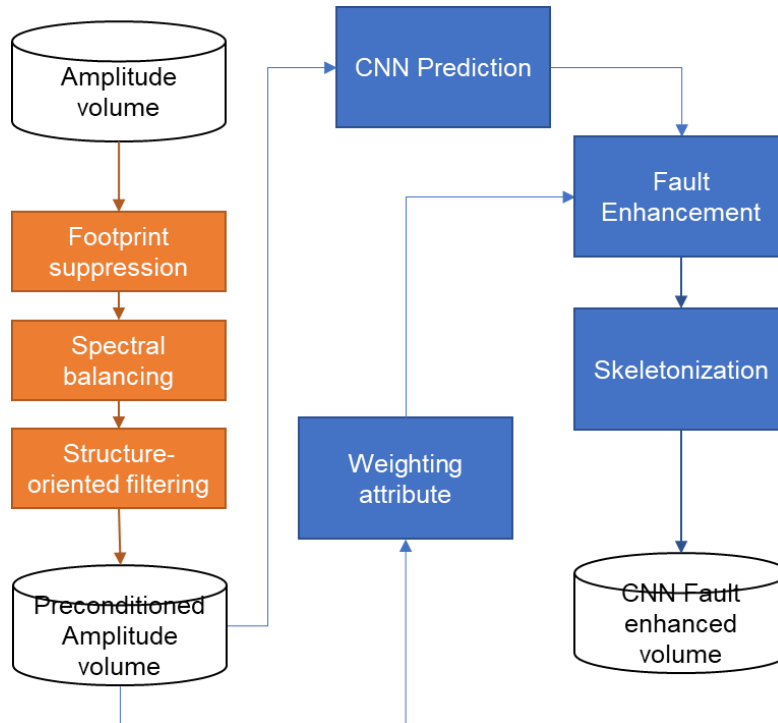 Amplitude
volume
Footprint
suppression
Spectral
balancing
Structure-
oriented filtering
Preconditioned
Amplitude
volume
CNN Prediction
Weighting
attribute
Fault
Enhancement
Skeletonization
CNN Fault
enhanced
volume